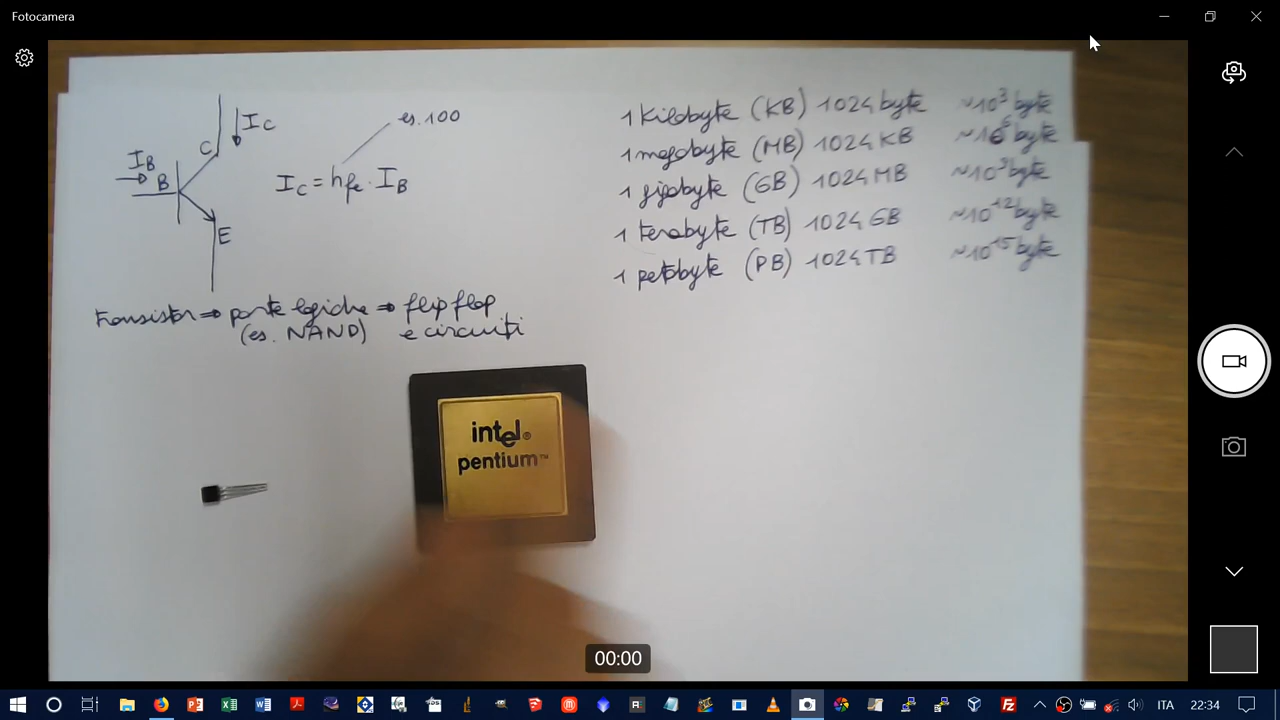 Fotocamera
IC
es. 100
IB
B
C
IC = hfe · IB
E
transistor ⇒ porte logiche ⇒ flip flop
(es. NAND) e circuiti
1 kilobyte (KB) 1024 byte ~10³ byte
1 megabyte (MB) 1024 KB ~10⁶ byte
1 gigabyte (GB) 1024 MB ~10⁹ byte
1 terabyte (TB) 1024 GB ~10¹² byte
1 petabyte (PB) 1024 TB ~10¹⁵ byte
intel®
pentium™
00:00
ITA 22:34